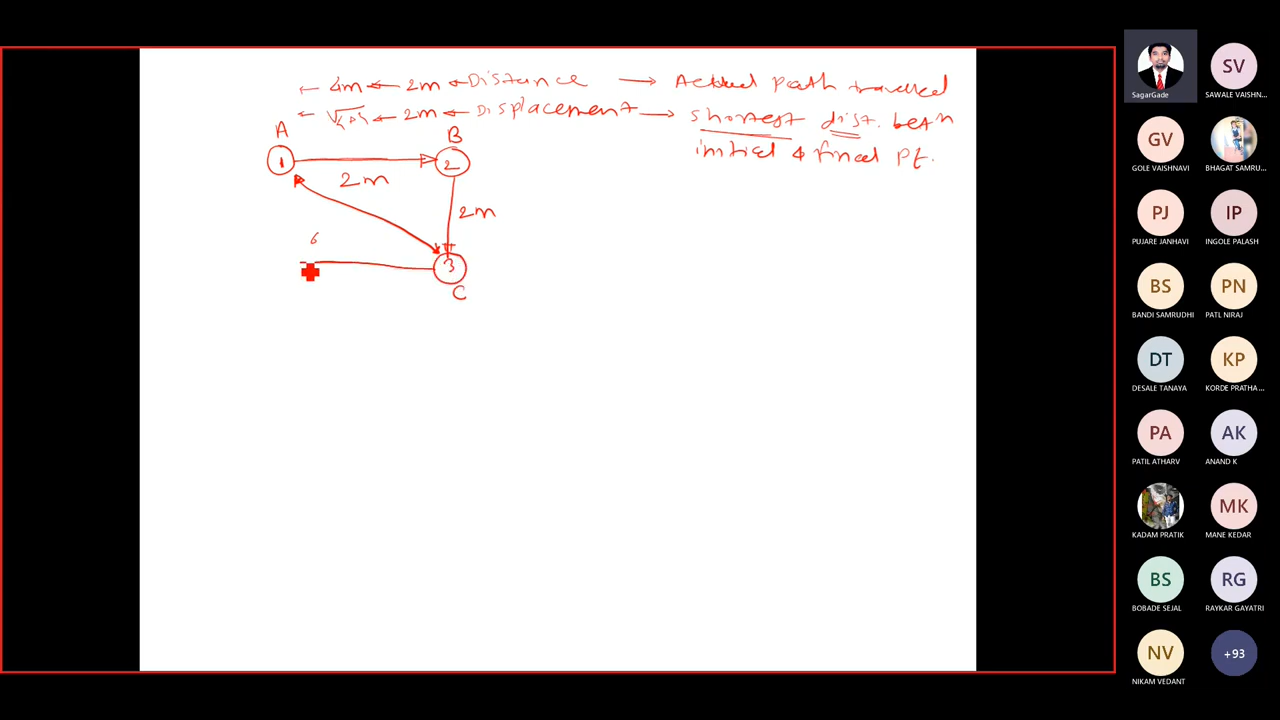 ← 4m ← 2m ← Distance → Actual path travelled
← √4+4 ← 2m ← Displacement → shortest dist. betn
initial & final pt.
A
B
1
2
2m
2m
6
3
C
SagarGade
SV
SAWALE VAISHN...
GV
GOLE VAISHNAVI
BHAGAT SAMRU...
PJ
PUJARE JANHAVI
IP
INGOLE PALASH
BS
BANDI SAMRUDHI
PN
PATL NIRAJ
DT
DESALE TANAYA
KP
KORDE PRATHA...
PA
PATIL ATHARV
AK
ANAND K
KADAM PRATIK
MK
MANE KEDAR
BS
BOBADE SEJAL
RG
RAYKAR GAYATRI
NV
NIKAM VEDANT
+93